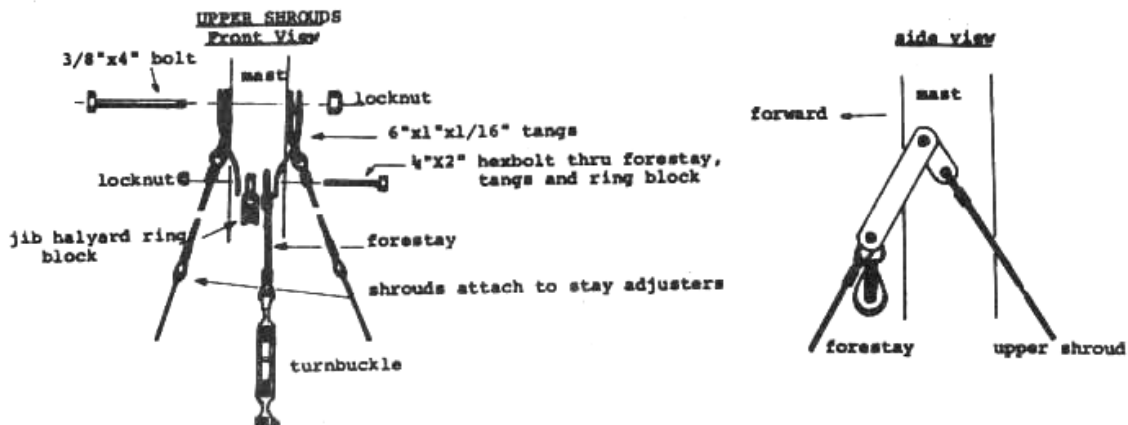 UPPER SHROUDS
Front View
3/8"x4" bolt
mast
locknut
6"x1"x1/16" tangs
¼"X2" hexbolt thru forestay,
tangs and ring block
locknut
jib halyard ring
block
forestay
shrouds attach to stay adjusters
turnbuckle
side view
mast
forward
forestay
upper shroud